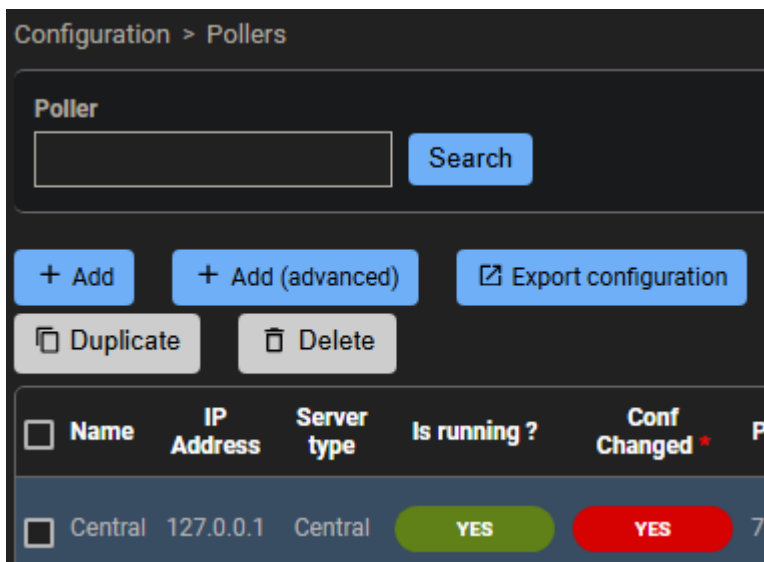 Configuration > Pollers
Poller
Search
+ Add + Add (advanced) Export configuration
Duplicate Delete
Name IP Address Server type Is running ? Conf Changed * P
Central 127.0.0.1 Central YES YES 7